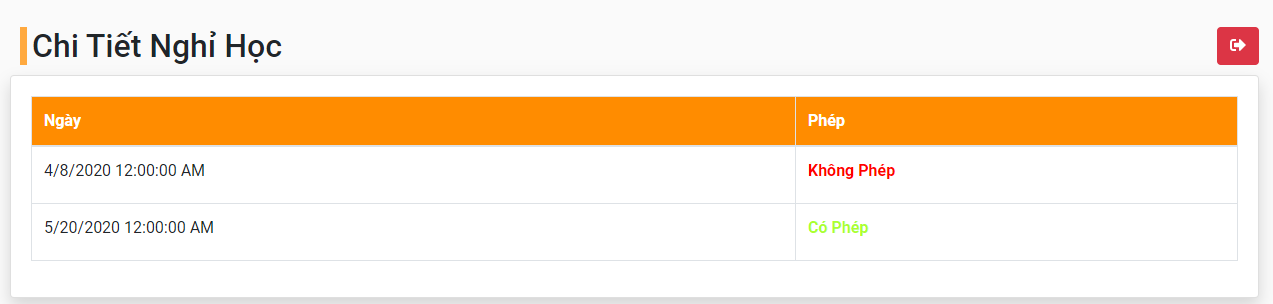 Chi Tiết Nghỉ Học
Ngày Phép
4/8/2020 12:00:00 AM Không Phép
5/20/2020 12:00:00 AM Có Phép